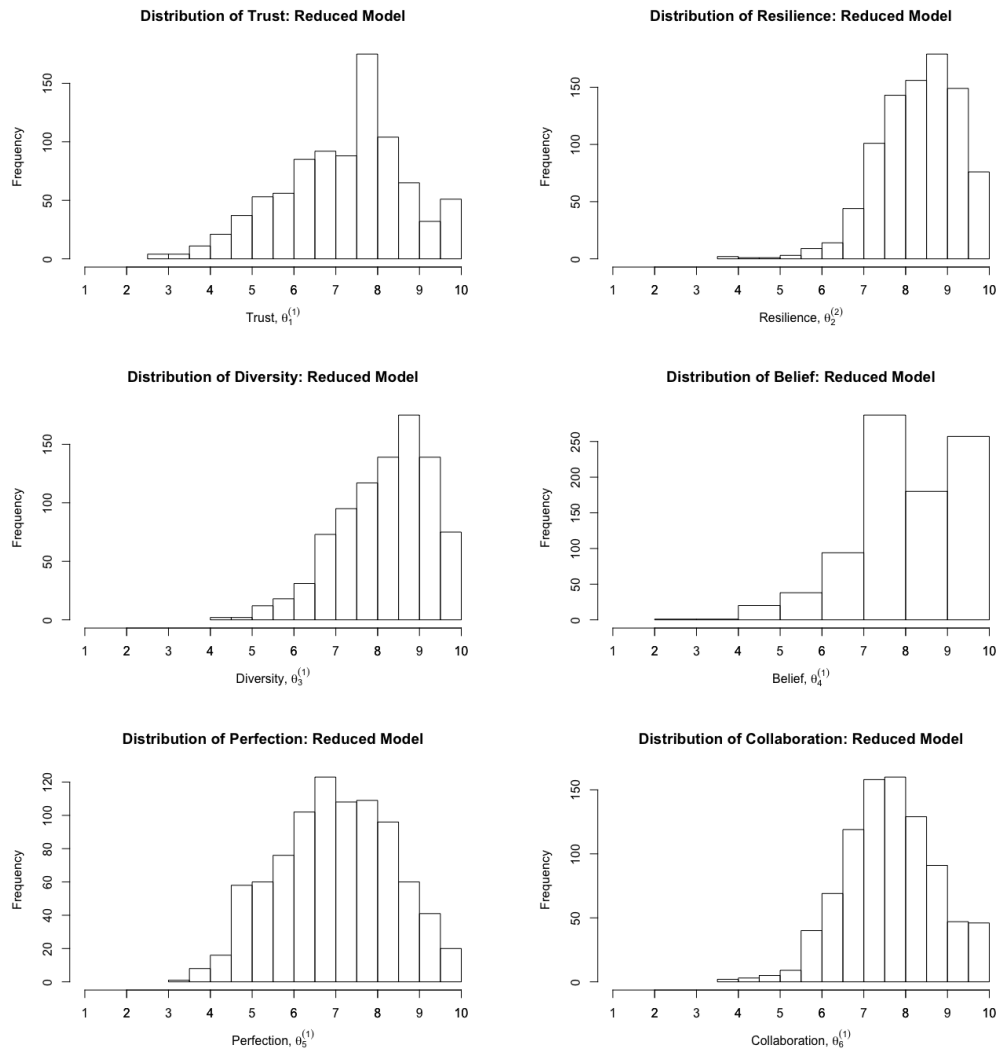 Distribution of Trust: Reduced Model
Frequency
0 50 100 150
1 2 3 4 5 6 7 8 9 10
Trust, θ₁⁽¹⁾
Distribution of Resilience: Reduced Model
Frequency
0 50 100 150
1 2 3 4 5 6 7 8 9 10
Resilience, θ₂⁽²⁾
Distribution of Diversity: Reduced Model
Frequency
0 50 100 150
1 2 3 4 5 6 7 8 9 10
Diversity, θ₃⁽¹⁾
Distribution of Belief: Reduced Model
Frequency
0 50 100 150 200 250
1 2 3 4 5 6 7 8 9 10
Belief, θ₄⁽¹⁾
Distribution of Perfection: Reduced Model
Frequency
0 20 40 60 80 100 120
1 2 3 4 5 6 7 8 9 10
Perfection, θ₅⁽¹⁾
Distribution of Collaboration: Reduced Model
Frequency
0 50 100 150
1 2 3 4 5 6 7 8 9 10
Collaboration, θ₆⁽¹⁾